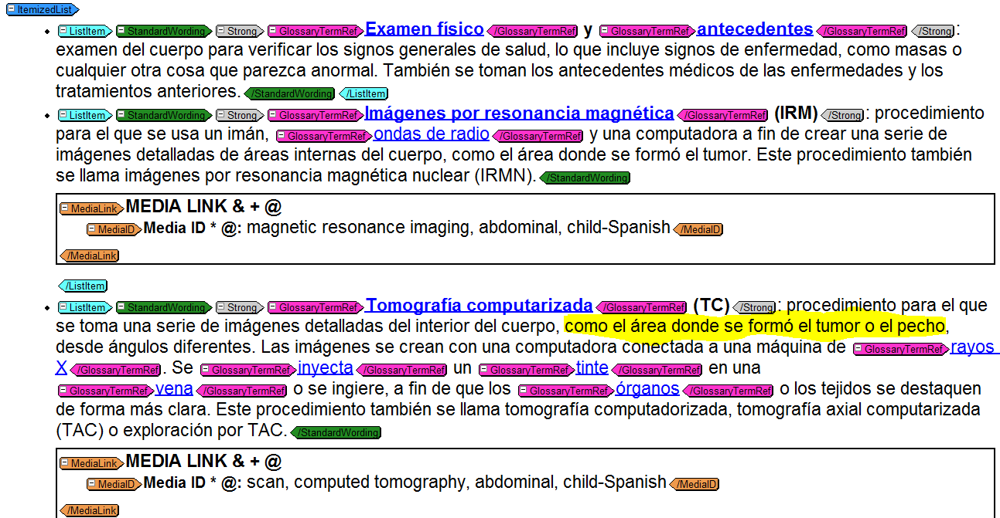 ItemizedList
• ListItem StandardWording Strong GlossaryTermRef Examen físico /GlossaryTermRef y GlossaryTermRef antecedentes /GlossaryTermRef /Strong :
examen del cuerpo para verificar los signos generales de salud, lo que incluye signos de enfermedad, como masas o
cualquier otra cosa que parezca anormal. También se toman los antecedentes médicos de las enfermedades y los
tratamientos anteriores. /StandardWording /ListItem
• ListItem StandardWording Strong GlossaryTermRef Imágenes por resonancia magnética /GlossaryTermRef (IRM) /Strong : procedimiento
para el que se usa un imán, GlossaryTermRef ondas de radio /GlossaryTermRef y una computadora a fin de crear una serie de
imágenes detalladas de áreas internas del cuerpo, como el área donde se formó el tumor. Este procedimiento también
se llama imágenes por resonancia magnética nuclear (IRMN). /StandardWording
MediaLink MEDIA LINK & + @
MediaID Media ID * @: magnetic resonance imaging, abdominal, child-Spanish /MediaID
/MediaLink
/ListItem
• ListItem StandardWording Strong GlossaryTermRef Tomografía computarizada /GlossaryTermRef (TC) /Strong : procedimiento para el que
se toma una serie de imágenes detalladas del interior del cuerpo, como el área donde se formó el tumor o el pecho,
desde ángulos diferentes. Las imágenes se crean con una computadora conectada a una máquina de GlossaryTermRef rayos
X /GlossaryTermRef . Se GlossaryTermRef inyecta /GlossaryTermRef un GlossaryTermRef tinte /GlossaryTermRef en una
GlossaryTermRef vena /GlossaryTermRef o se ingiere, a fin de que los GlossaryTermRef órganos /GlossaryTermRef o los tejidos se destaquen
de forma más clara. Este procedimiento también se llama tomografía computadorizada, tomografía axial computarizada
(TAC) o exploración por TAC. /StandardWording
MediaLink MEDIA LINK & + @
MediaID Media ID * @: scan, computed tomography, abdominal, child-Spanish /MediaID
/MediaLink